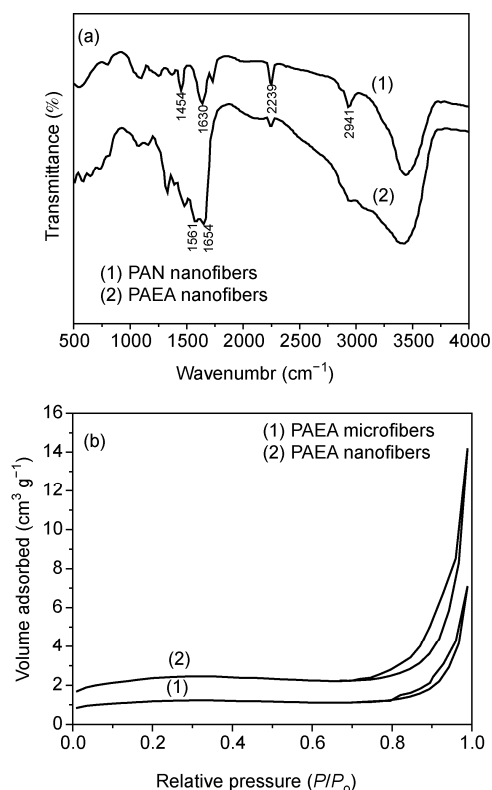 (a)
(1)
1454
1630
2239
2941
(2)
1561
1654
Transmittance (%)
(1) PAN nanofibers
(2) PAEA nanofibers
500 1000 1500 2000 2500 3000 3500 4000
Wavenumbr (cm⁻¹)
16
(b)
(1) PAEA microfibers
14
(2) PAEA nanofibers
12
10
8
6
4
2
0
Volume adsorbed (cm³ g⁻¹)
(2)
(1)
0.0 0.2 0.4 0.6 0.8 1.0
Relative pressure (P/Pₒ)